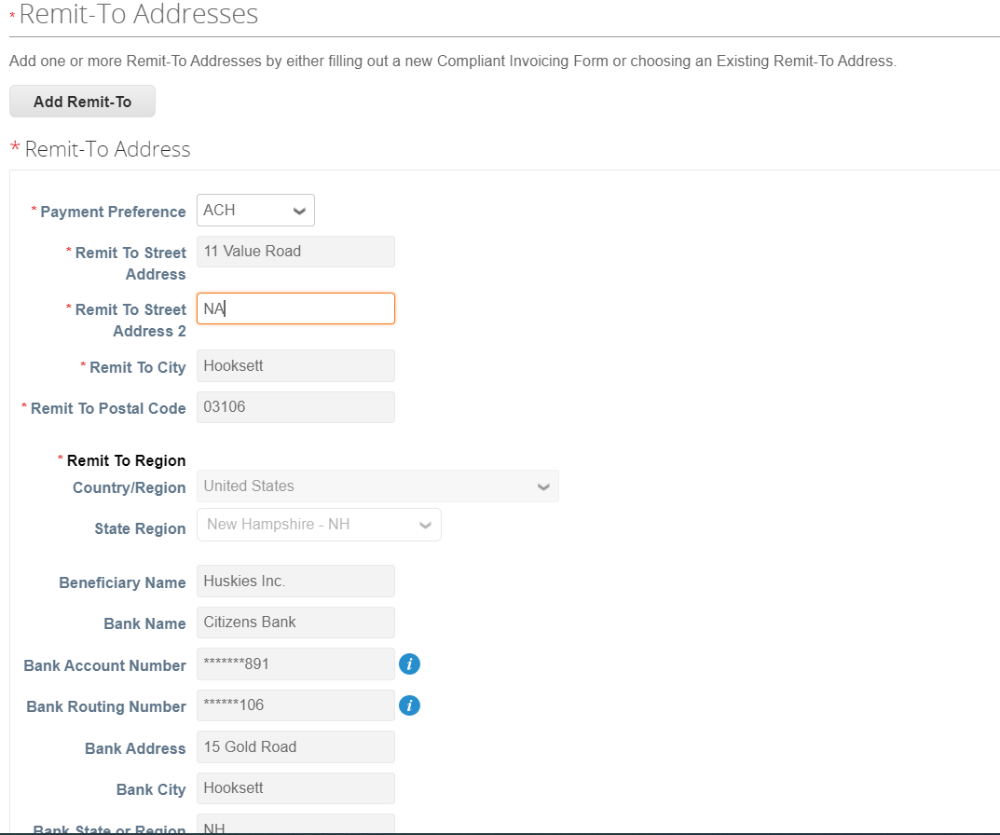 * Remit-To Addresses
Add one or more Remit-To Addresses by either filling out a new Compliant Invoicing Form or choosing an Existing Remit-To Address.
Add Remit-To
* Remit-To Address
* Payment Preference ACH
* Remit To Street 11 Value Road
Address
* Remit To Street NA
Address 2
* Remit To City Hooksett
* Remit To Postal Code 03106
* Remit To Region
Country/Region United States
State Region New Hampshire - NH
Beneficiary Name Huskies Inc.
Bank Name Citizens Bank
Bank Account Number *******891 i
Bank Routing Number ******106 i
Bank Address 15 Gold Road
Bank City Hooksett
Bank State or Region NH